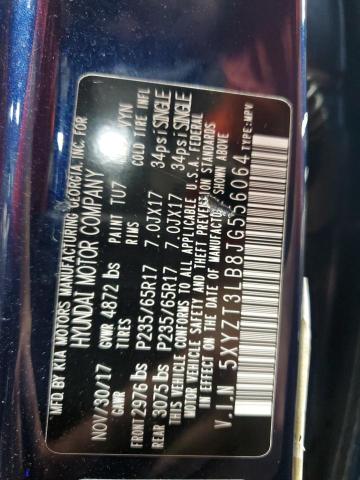 MFD. BY KIA MOTORS MANUFACTURING GEORGIA, INC. FOR
HYUNDAI MOTOR COMPANY
NOV/30/17 GVWR 4872 lbs TU7
GAWR TIRES COLD TIRE INFL
FRONT 2976 lbs P235/65R17 7.0JX17 34psi SINGLE
REAR 3075 lbs P235/65R17 7.0JX17 34psi SINGLE
THIS VEHICLE CONFORMS TO ALL APPLICABLE U.S.A. FEDERAL
MOTOR VEHICLE SAFETY AND THEFT PREVENTION STANDARDS
IN EFFECT ON THE DATE OF MANUFACTURE SHOWN ABOVE
V.I.N 5XYZT3LB8JG556064 TYPE:MPV